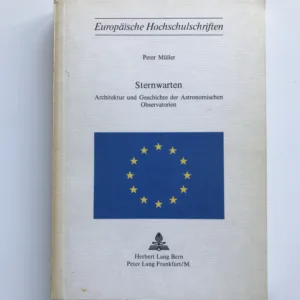 Europäische Hochschulschriften
Peter Müller
Sternwarten
Architektur und Geschichte der Astronomischen
Observatorien
Herbert Lang Bern
Peter Lang Frankfurt/M.